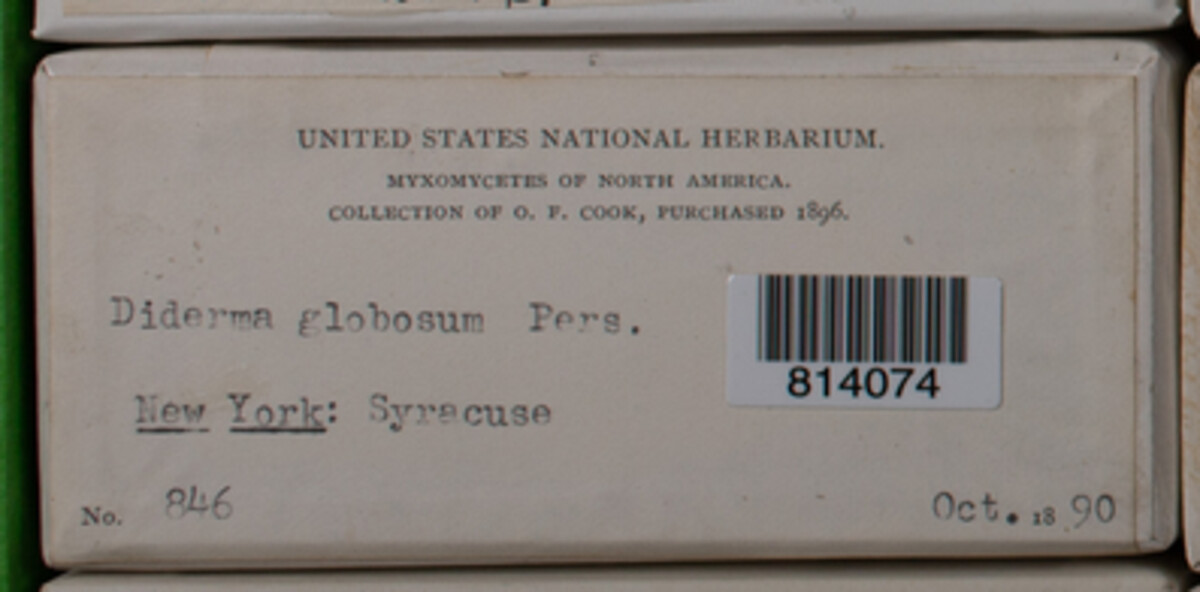 UNITED STATES NATIONAL HERBARIUM.
MYXOMYCETES OF NORTH AMERICA.
COLLECTION OF O. F. COOK, PURCHASED 1896.
Diderma globosum Pers.
814074
New York: Syracuse
No. 846
Oct. 18 90